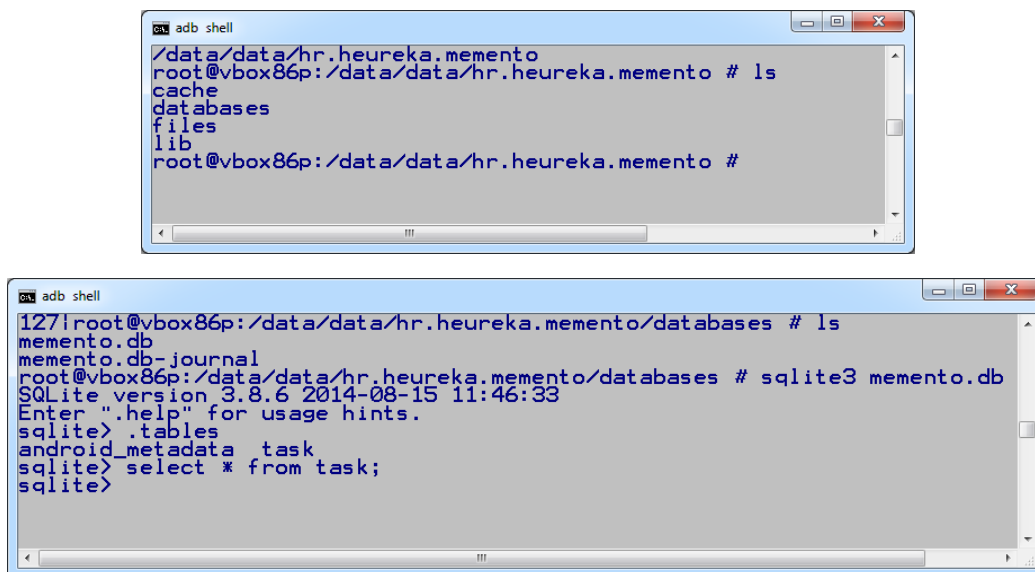 adb shell
/data/data/hr.heureka.memento
root@vbox86p:/data/data/hr.heureka.memento # ls
cache
databases
files
lib
root@vbox86p:/data/data/hr.heureka.memento #
adb shell
127|root@vbox86p:/data/data/hr.heureka.memento/databases # ls
memento.db
memento.db-journal
root@vbox86p:/data/data/hr.heureka.memento/databases # sqlite3 memento.db
SQLite version 3.8.6 2014-08-15 11:46:33
Enter ".help" for usage hints.
sqlite> .tables
android_metadata  task
sqlite> select * from task;
sqlite>